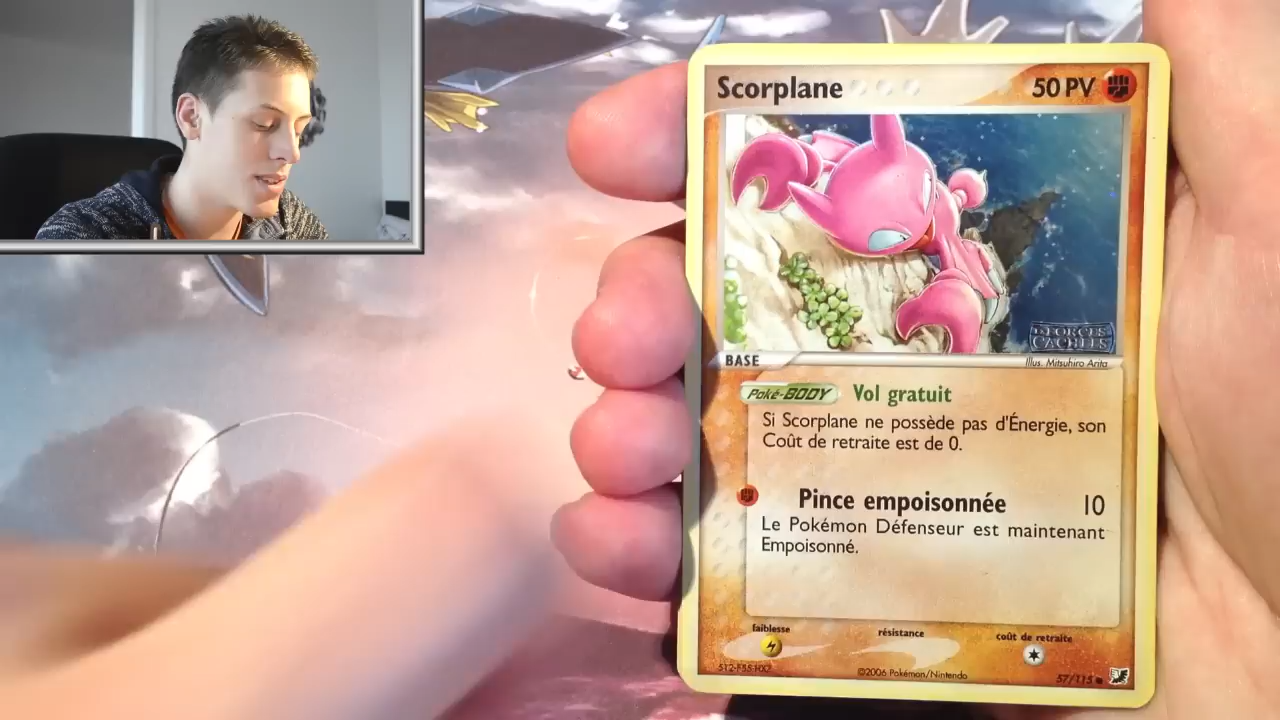 Scorplane 50 PV
FORCES
CACHÉES
BASE
Illus. Mitsuhiro Arita
Poké-BODY Vol gratuit
Si Scorplane ne possède pas d'Énergie, son
Coût de retraite est de 0.
Pince empoisonnée 10
Le Pokémon Défenseur est maintenant
Empoisonné.
faiblesse résistance coût de retraite
©2006 Pokémon/Nintendo
57/115